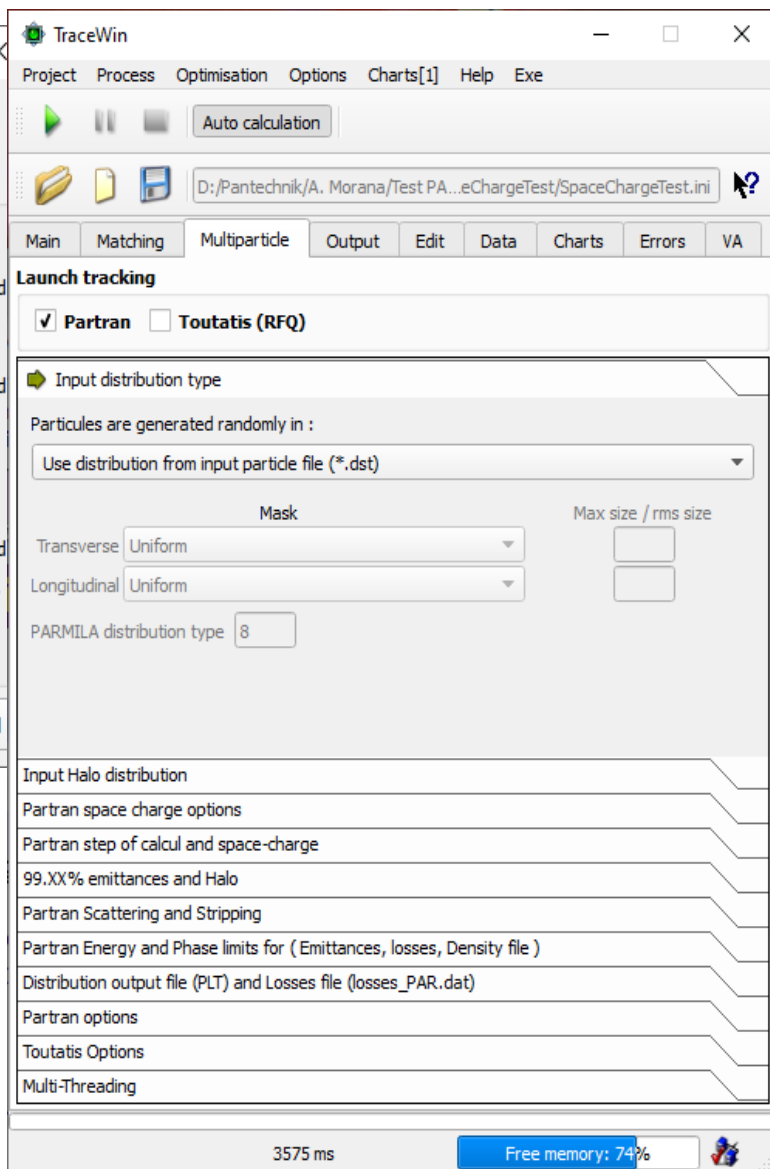 TraceWin
Project Process Optimisation Options Charts[1] Help Exe
Auto calculation
D:/Pantechnik/A. Morana/Test PA...eChargeTest/SpaceChargeTest.ini
Main Matching Multiparticle Output Edit Data Charts Errors VA
Launch tracking
Partran Toutatis (RFQ)
Input distribution type
Particules are generated randomly in :
Use distribution from input particle file (*.dst)
Mask Max size / rms size
Transverse Uniform
Longitudinal Uniform
PARMILA distribution type 8
Input Halo distribution
Partran space charge options
Partran step of calcul and space-charge
99.XX% emittances and Halo
Partran Scattering and Stripping
Partran Energy and Phase limits for ( Emittances, losses, Density file )
Distribution output file (PLT) and Losses file (losses_PAR.dat)
Partran options
Toutatis Options
Multi-Threading
3575 ms Free memory: 74%